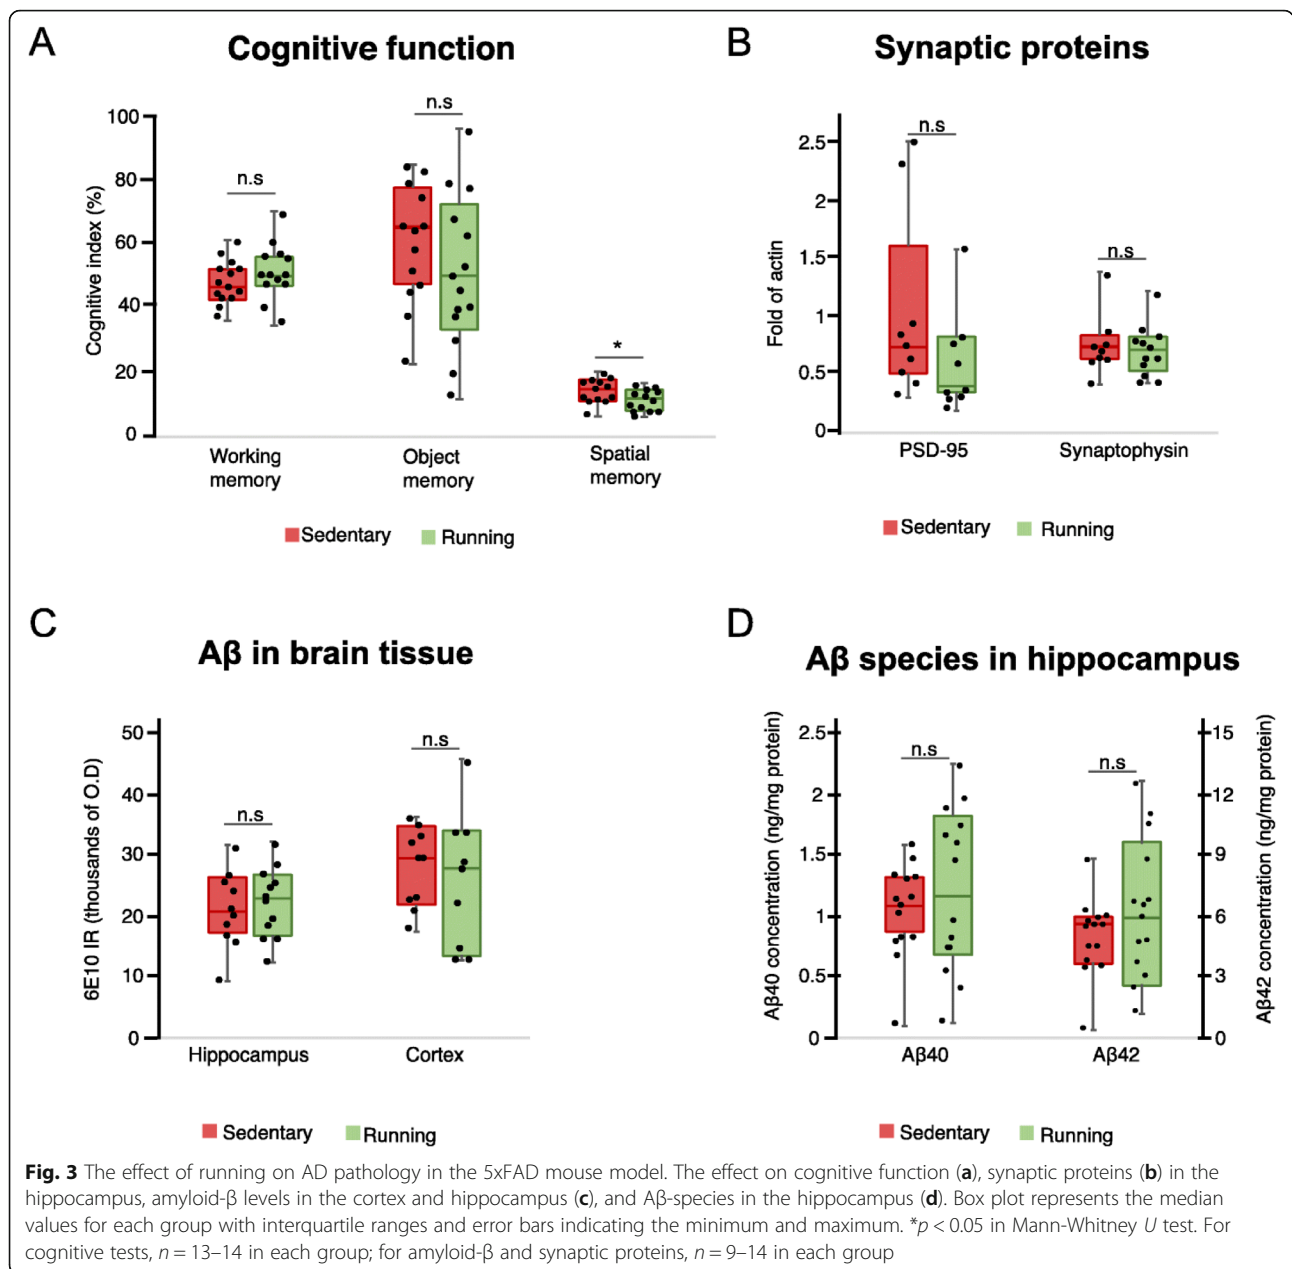 A
Cognitive function
100
80
60
40
20
0
Cognitive index (%)
n.s
n.s
*
Working
memory
Object
memory
Spatial
memory
Sedentary
Running
B
Synaptic proteins
2.5
2
1.5
1
0.5
0
Fold of actin
n.s
n.s
PSD-95
Synaptophysin
Sedentary
Running
C
Aβ in brain tissue
50
40
30
20
10
0
6E10 IR (thousands of O.D)
n.s
n.s
Hippocampus
Cortex
Sedentary
Running
D
Aβ species in hippocampus
2.5
2
1.5
1
0.5
0
Aβ40 concentration (ng/mg protein)
n.s
n.s
15
12
9
6
3
0
Aβ42 concentration (ng/mg protein)
Aβ40
Aβ42
Sedentary
Running
Fig. 3 The effect of running on AD pathology in the 5xFAD mouse model. The effect on cognitive function (a), synaptic proteins (b) in the
hippocampus, amyloid-β levels in the cortex and hippocampus (c), and Aβ-species in the hippocampus (d). Box plot represents the median
values for each group with interquartile ranges and error bars indicating the minimum and maximum. *p < 0.05 in Mann-Whitney U test. For
cognitive tests, n = 13–14 in each group; for amyloid-β and synaptic proteins, n = 9–14 in each group